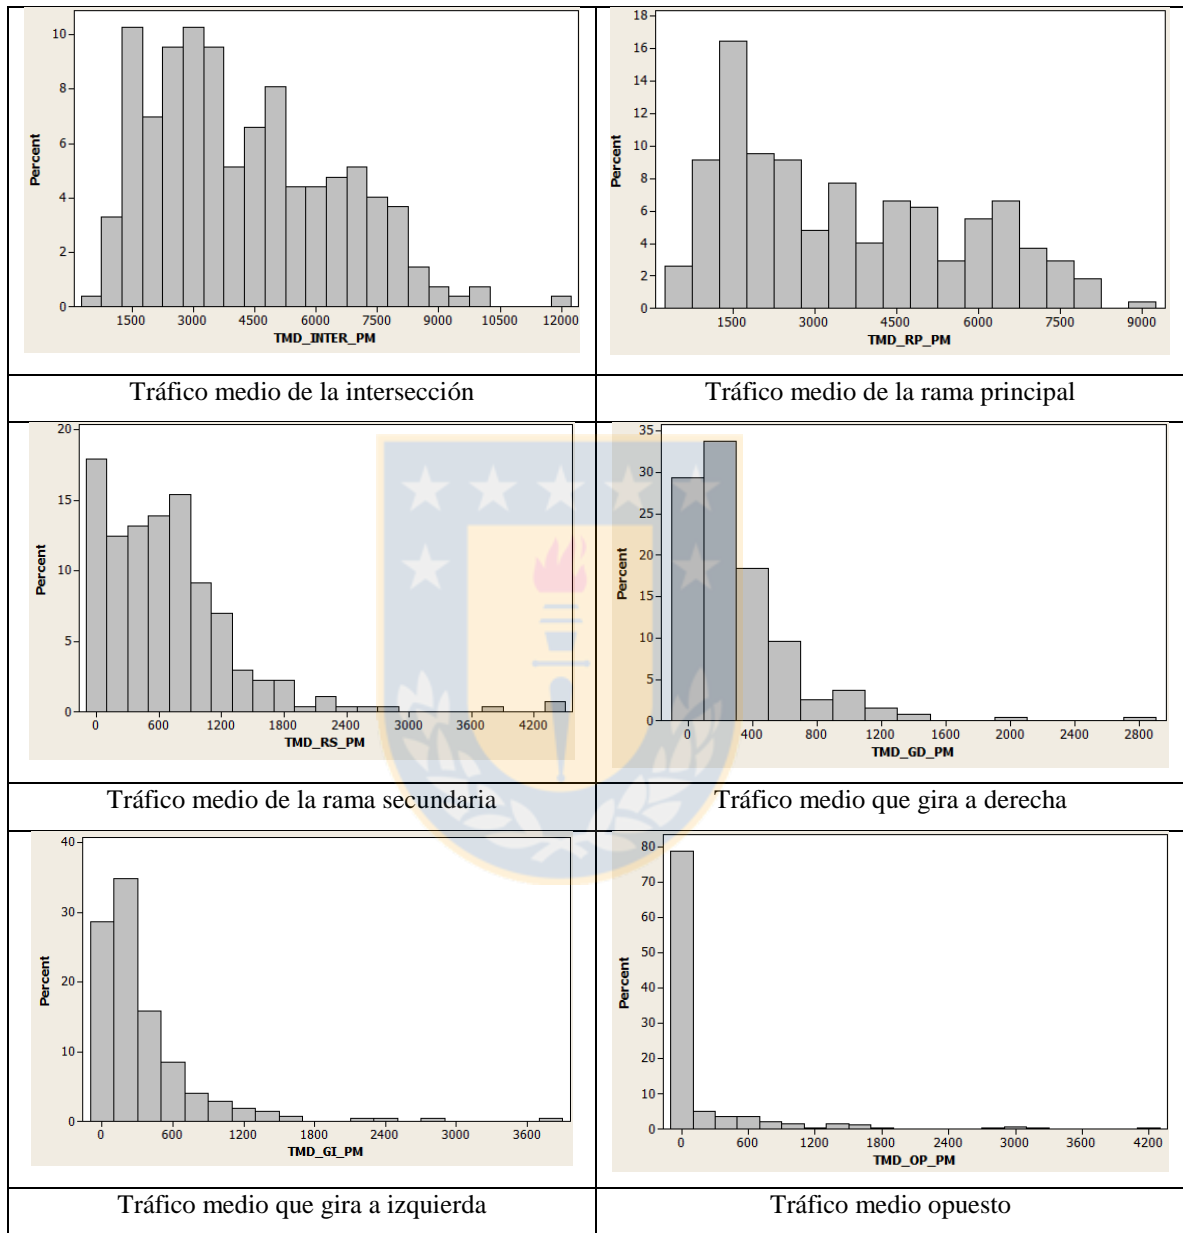 10
8
6
4
2
0
Percent
1500 3000 4500 6000 7500 9000 10500 12000
TMD_INTER_PM
18
16
14
12
10
8
6
4
2
0
Percent
1500 3000 4500 6000 7500 9000
TMD_RP_PM
Tráfico medio de la intersección
Tráfico medio de la rama principal
20
15
10
5
0
Percent
0 600 1200 1800 2400 3000 3600 4200
TMD_RS_PM
35
30
25
20
15
10
5
0
Percent
0 400 800 1200 1600 2000 2400 2800
TMD_GD_PM
Tráfico medio de la rama secundaria
Tráfico medio que gira a derecha
40
30
20
10
0
Percent
0 600 1200 1800 2400 3000 3600
TMD_GI_PM
80
70
60
50
40
30
20
10
0
Percent
0 600 1200 1800 2400 3000 3600 4200
TMD_OP_PM
Tráfico medio que gira a izquierda
Tráfico medio opuesto